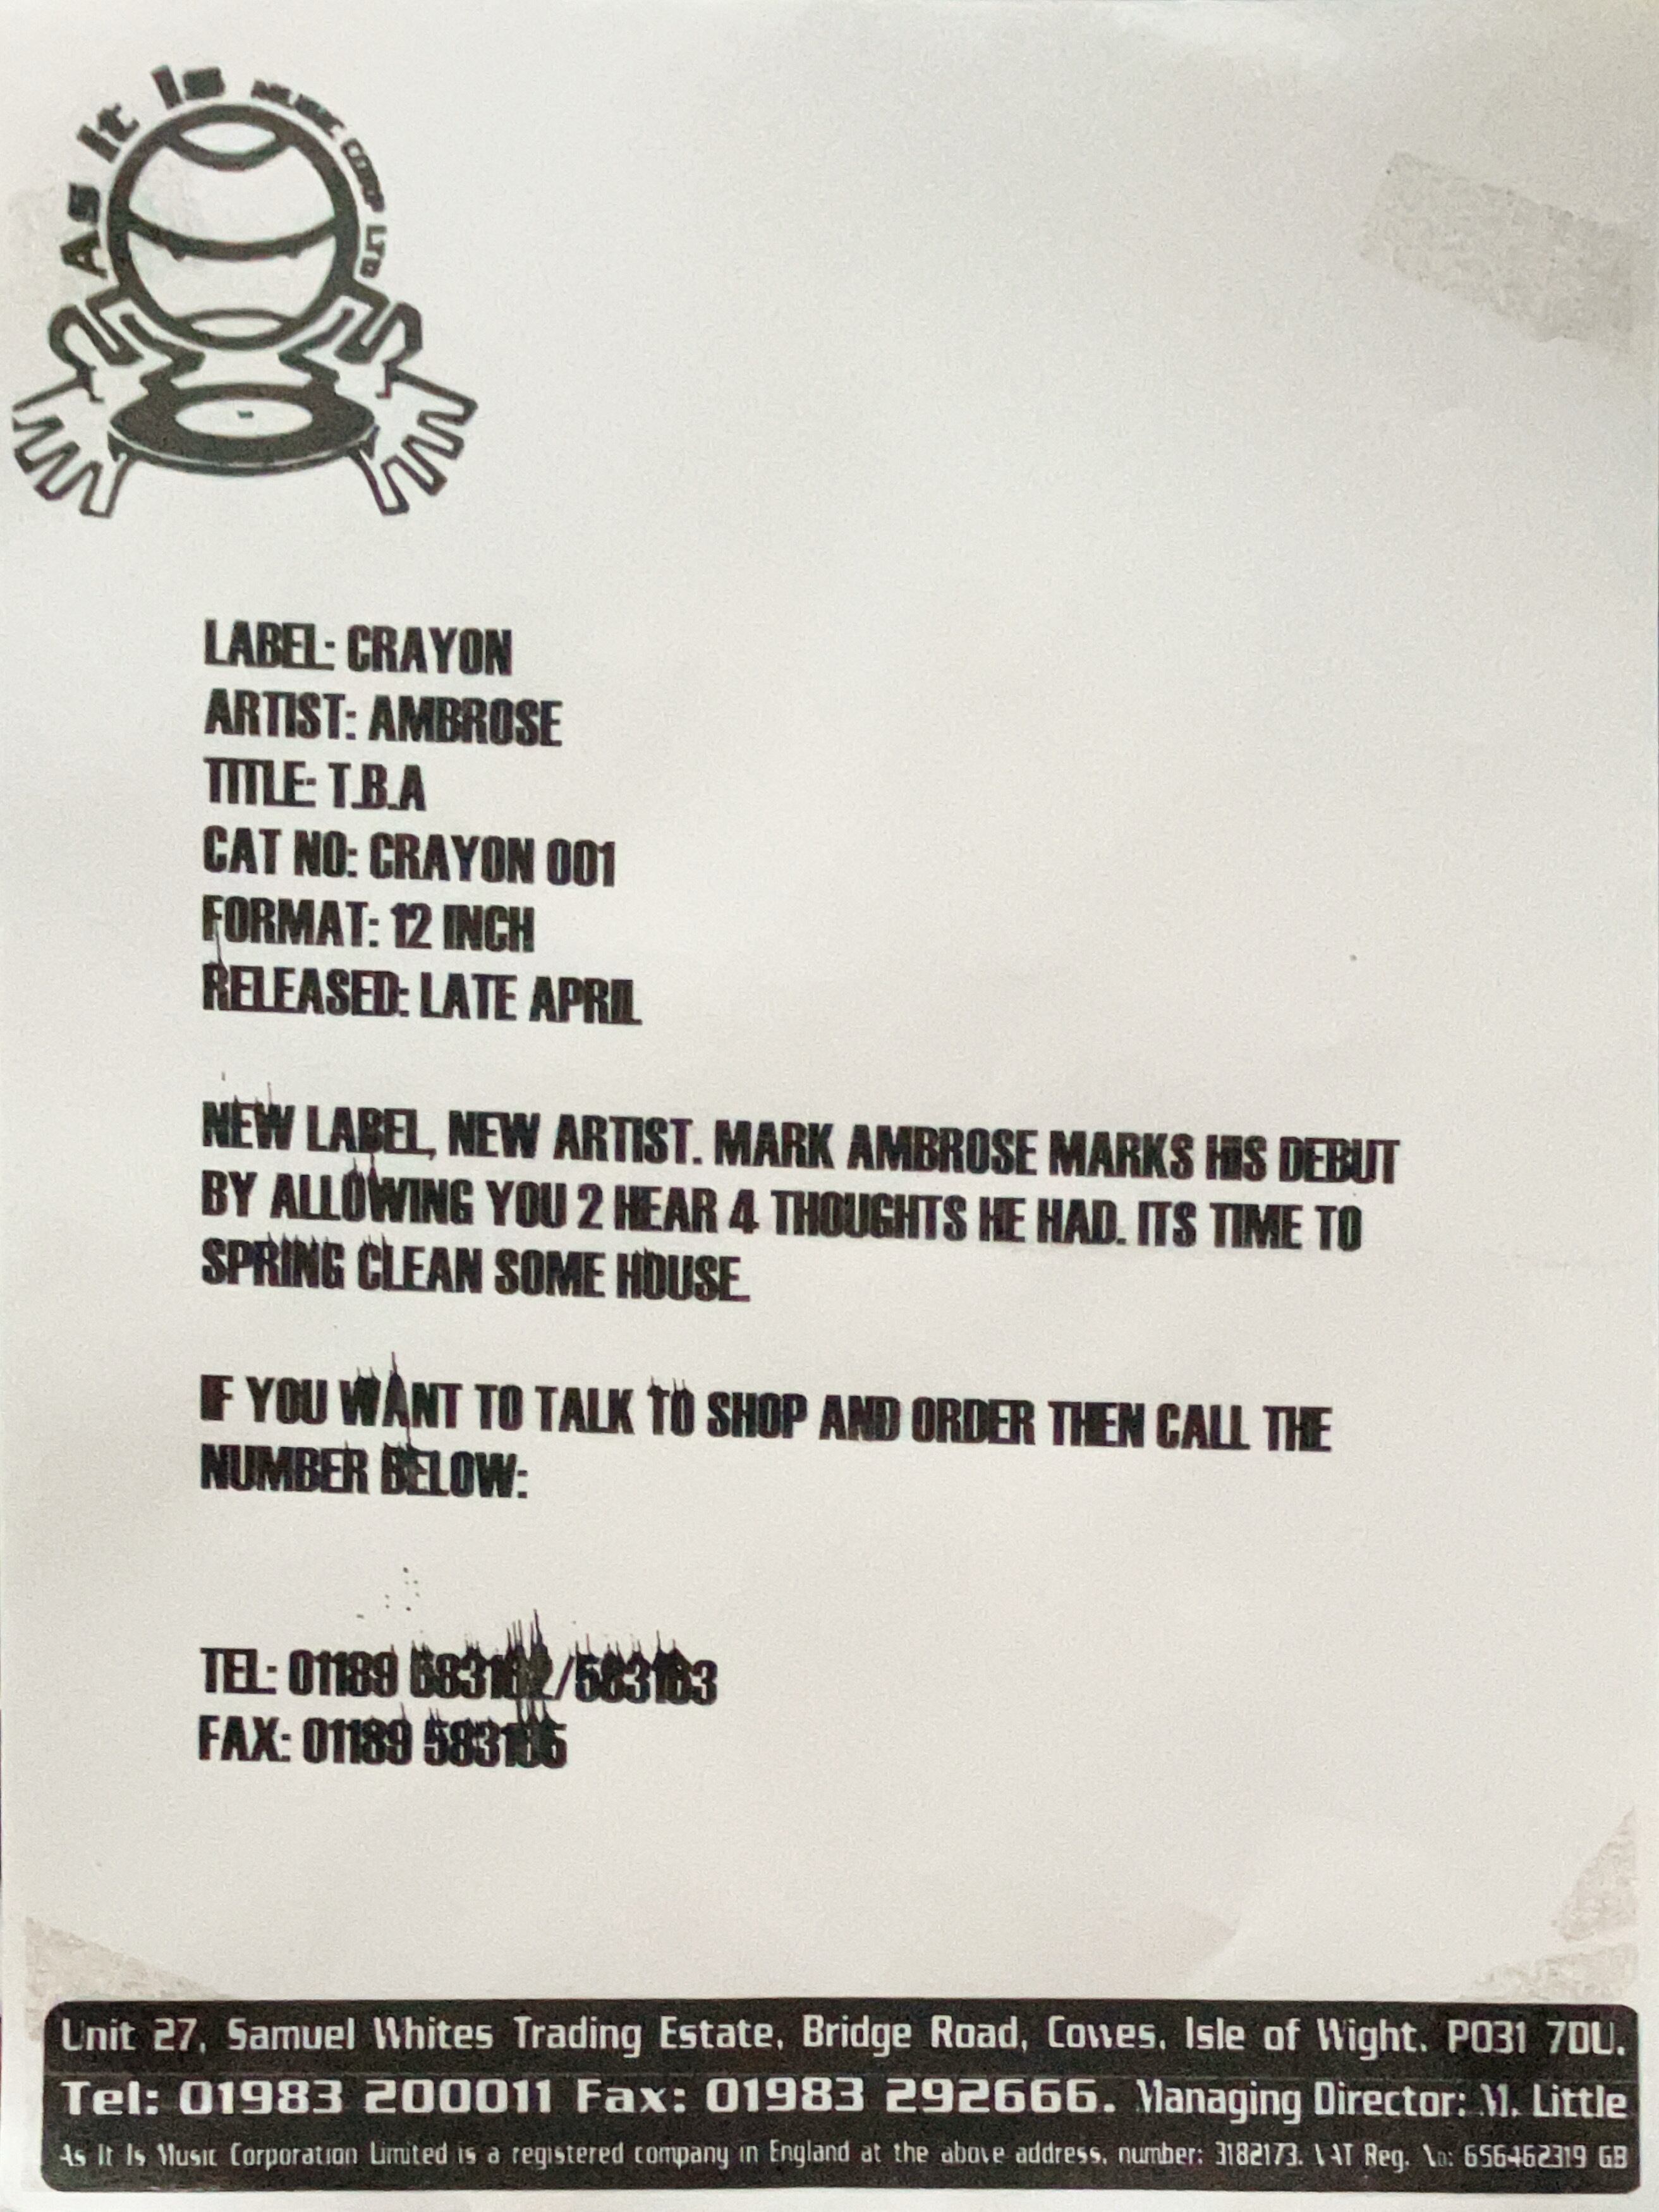 As It Is MUSIC CORP LTD
LABEL: CRAYON
ARTIST: AMBROSE
TITLE: T.B.A
CAT NO: CRAYON 001
FORMAT: 12 INCH
RELEASED: LATE APRIL
NEW LABEL, NEW ARTIST. MARK AMBROSE MARKS HIS DEBUT
BY ALLOWING YOU 2 HEAR 4 THOUGHTS HE HAD. ITS TIME TO
SPRING CLEAN SOME HOUSE.
IF YOU WANT TO TALK TO SHOP AND ORDER THEN CALL THE
NUMBER BELOW:
TEL: 01189
FAX: 01189
Unit 27, Samuel Whites Trading Estate, Bridge Road, Cowes, Isle of Wight. PO31 7DU.
Tel: 01983 200011 Fax: 01983 292666. Managing Director: M. Little
As It Is Music Corporation Limited is a registered company in England at the above address, number: 3182173. VAT Reg. No: 656462319 GB